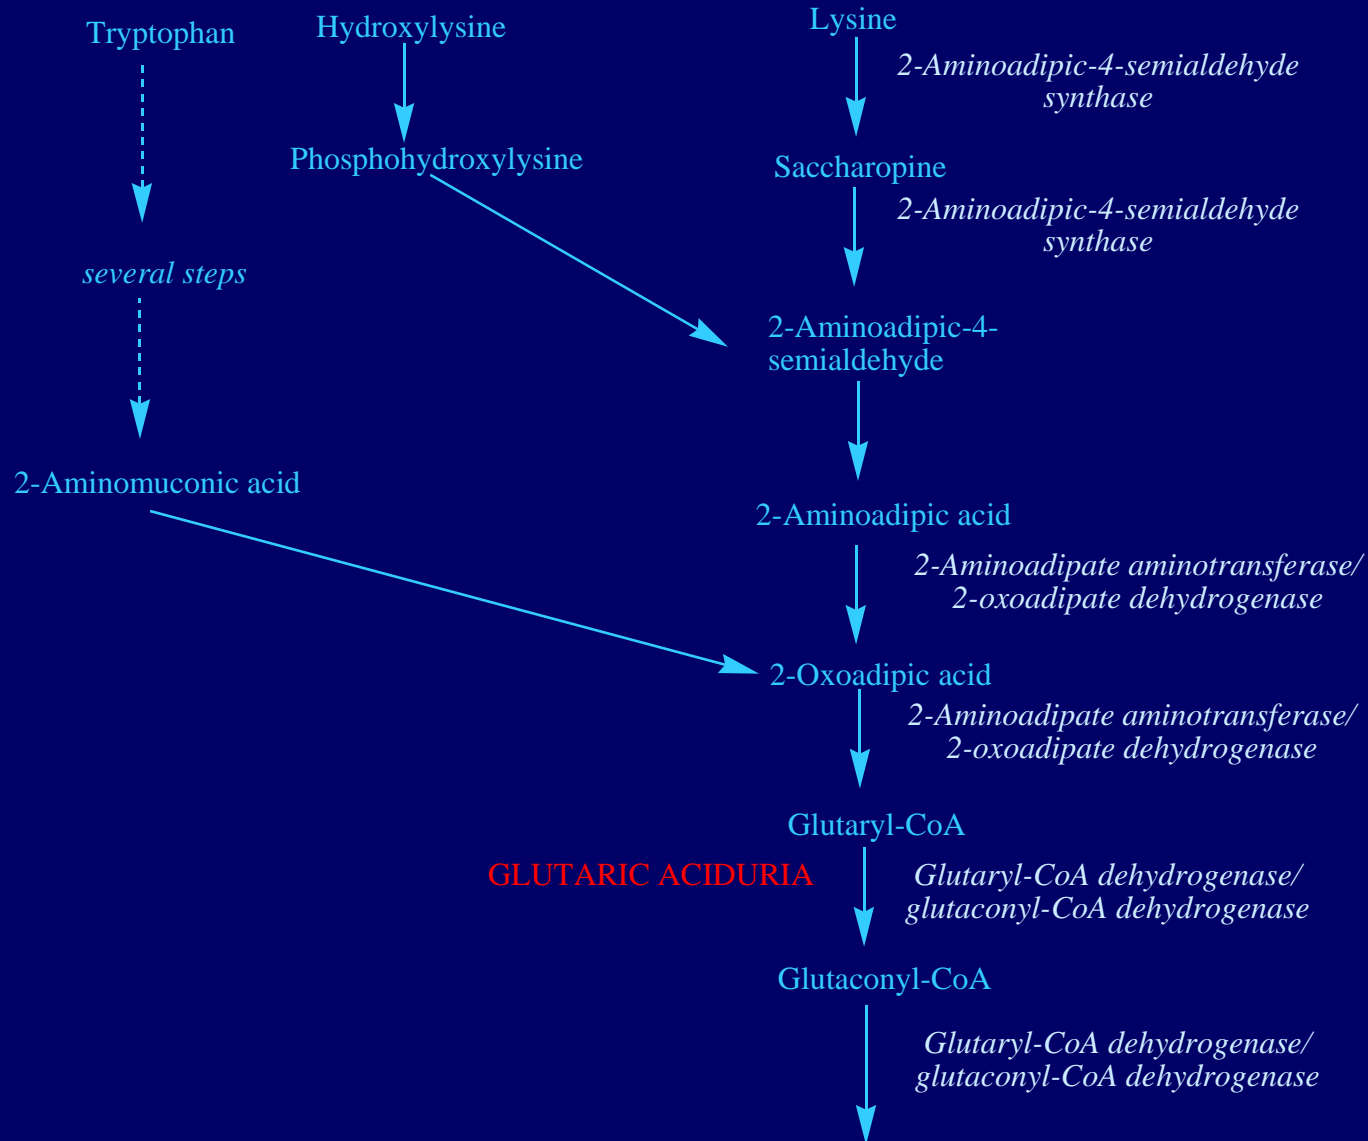 Tryptophan
Hydroxylysine
Lysine
2-Aminoadipic-4-semialdehyde
synthase
Phosphohydroxylysine
Saccharopine
2-Aminoadipic-4-semialdehyde
synthase
several steps
2-Aminoadipic-4-
semialdehyde
2-Aminomuconic acid
2-Aminoadipic acid
2-Aminoadipate aminotransferase/
2-oxoadipate dehydrogenase
2-Oxoadipic acid
2-Aminoadipate aminotransferase/
2-oxoadipate dehydrogenase
Glutaryl-CoA
GLUTARIC ACIDURIA
Glutaryl-CoA dehydrogenase/
glutaconyl-CoA dehydrogenase
Glutaconyl-CoA
Glutaryl-CoA dehydrogenase/
glutaconyl-CoA dehydrogenase